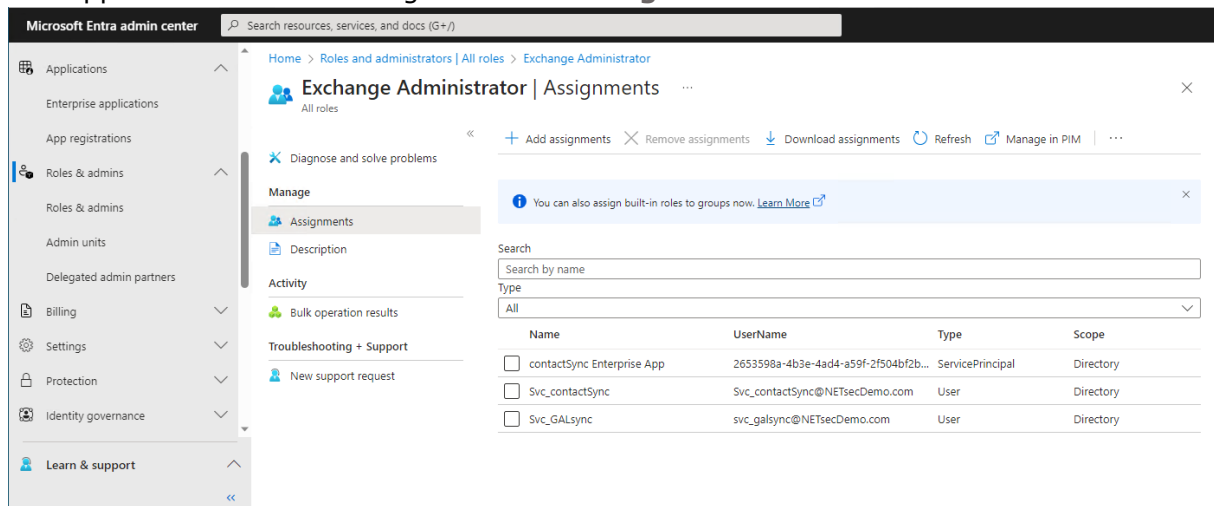 Microsoft Entra admin center
Search resources, services, and docs (G+/)
Applications
Enterprise applications
App registrations
Roles & admins
Roles & admins
Admin units
Delegated admin partners
Billing
Settings
Protection
Identity governance
Learn & support
Home > Roles and administrators | All roles > Exchange Administrator
Exchange Administrator | Assignments ...
All roles
Diagnose and solve problems
Manage
Assignments
Description
Activity
Bulk operation results
Troubleshooting + Support
New support request
Add assignments Remove assignments Download assignments Refresh Manage in PIM ...
You can also assign built-in roles to groups now. Learn More
Search
Search by name
Type
All
Name UserName Type Scope
contactSync Enterprise App 2653598a-4b3e-4ad4-a59f-2f504bf2b... ServicePrincipal Directory
Svc_contactSync Svc_contactSync@NETsecDemo.com User Directory
Svc_GALsync svc_galsync@NETsecDemo.com User Directory